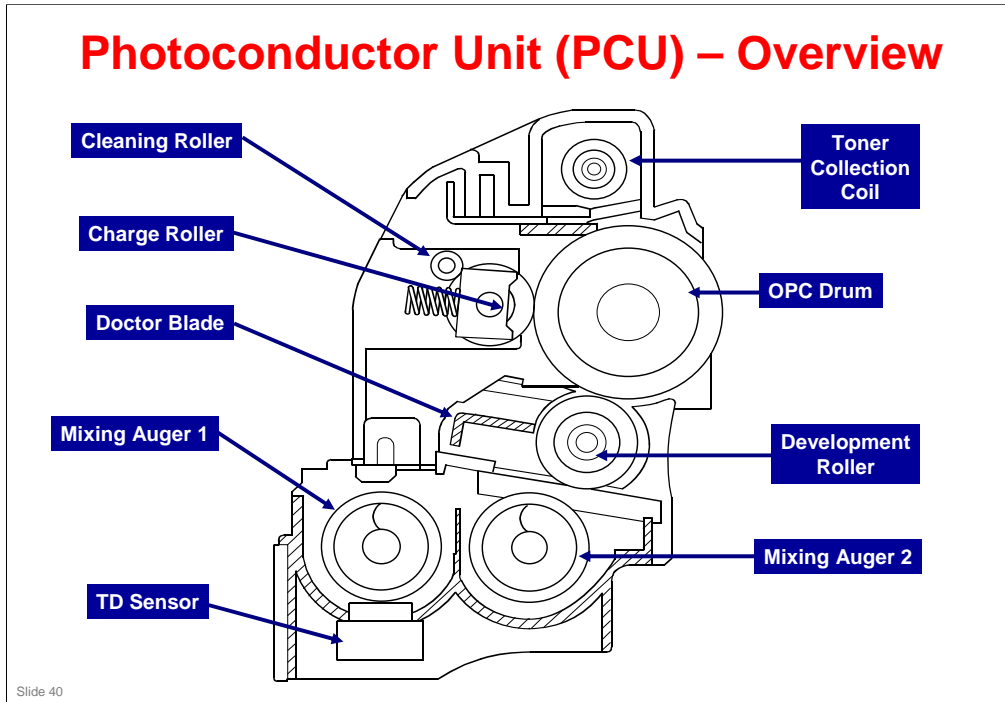 Photoconductor Unit (PCU) – Overview
Cleaning Roller
Toner
Collection
Coil
Charge Roller
OPC Drum
Doctor Blade
Mixing Auger 1
Development
Roller
Mixing Auger 2
TD Sensor
Slide 40